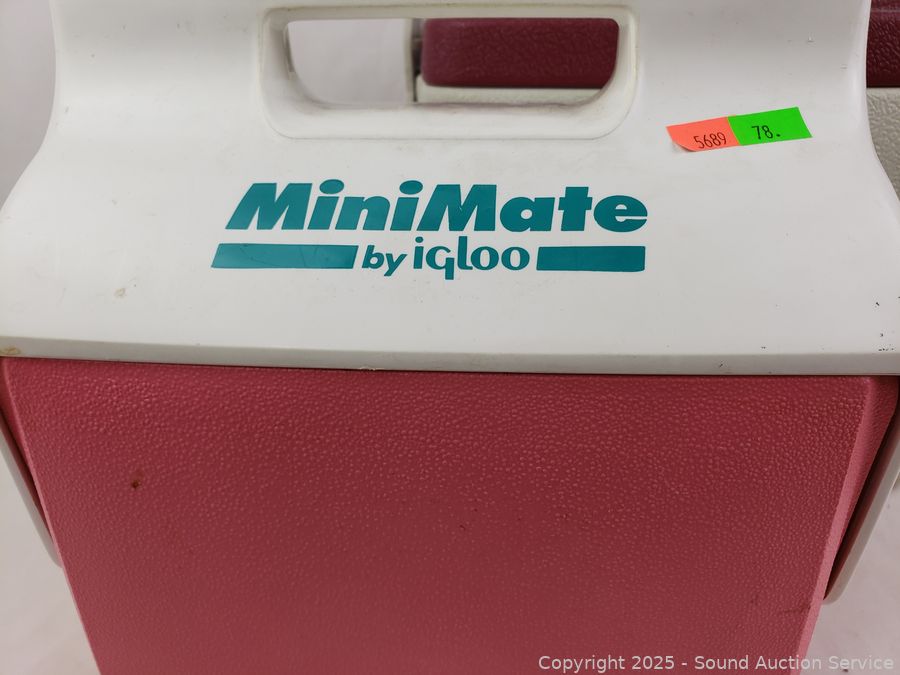 5689 78.
MiniMate
by igloo
Copyright 2025 - Sound Auction Service